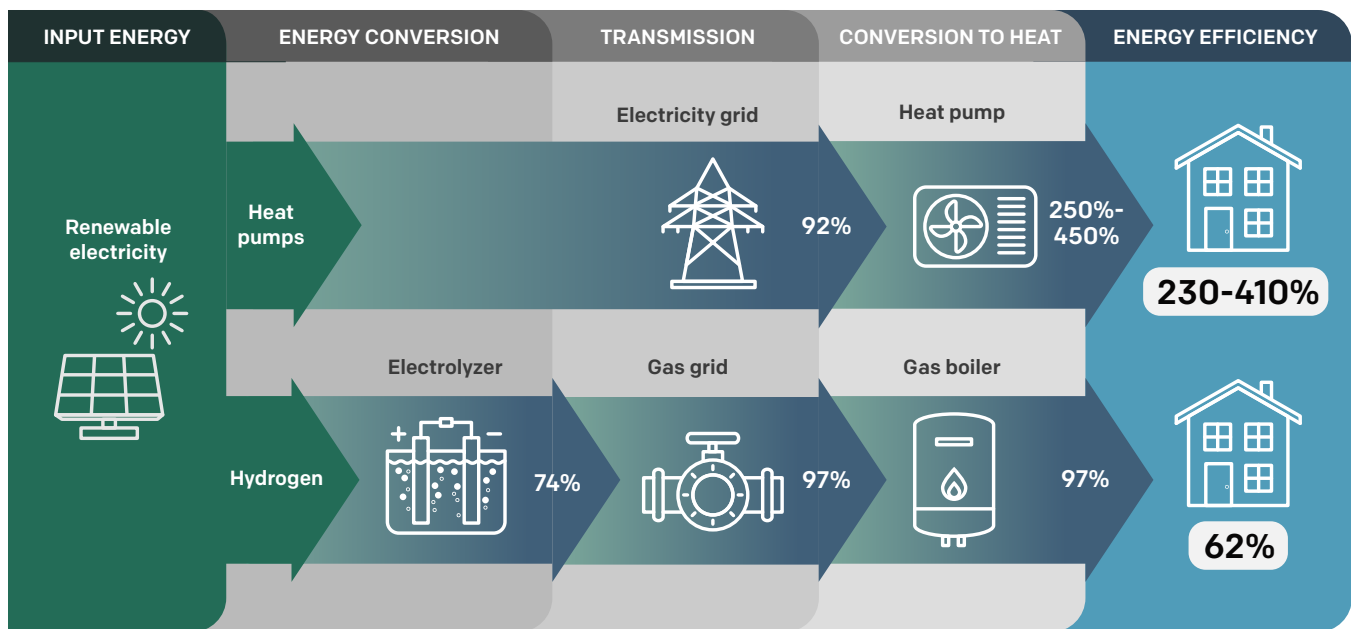 INPUT ENERGY
ENERGY CONVERSION
TRANSMISSION
CONVERSION TO HEAT
ENERGY EFFICIENCY
Renewable
electricity
Heat
pumps
Electricity grid
92%
Heat pump
250%-
450%
230-410%
Hydrogen
Electrolyzer
+
−
74%
Gas grid
97%
Gas boiler
97%
62%